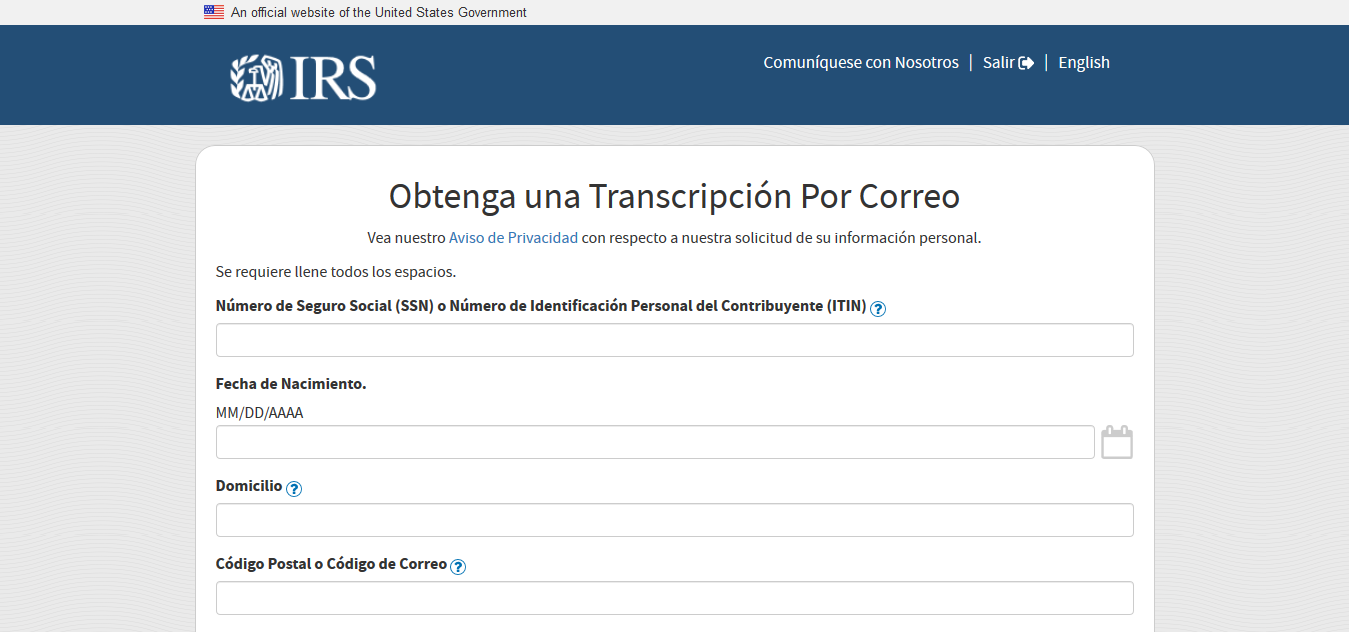 An official website of the United States Government
IRS
Comuníquese con Nosotros | Salir | English
Obtenga una Transcripción Por Correo
Vea nuestro Aviso de Privacidad con respecto a nuestra solicitud de su información personal.
Se requiere llene todos los espacios.
Número de Seguro Social (SSN) o Número de Identificación Personal del Contribuyente (ITIN) ?
Fecha de Nacimiento.
MM/DD/AAAA
Domicilio ?
Código Postal o Código de Correo ?